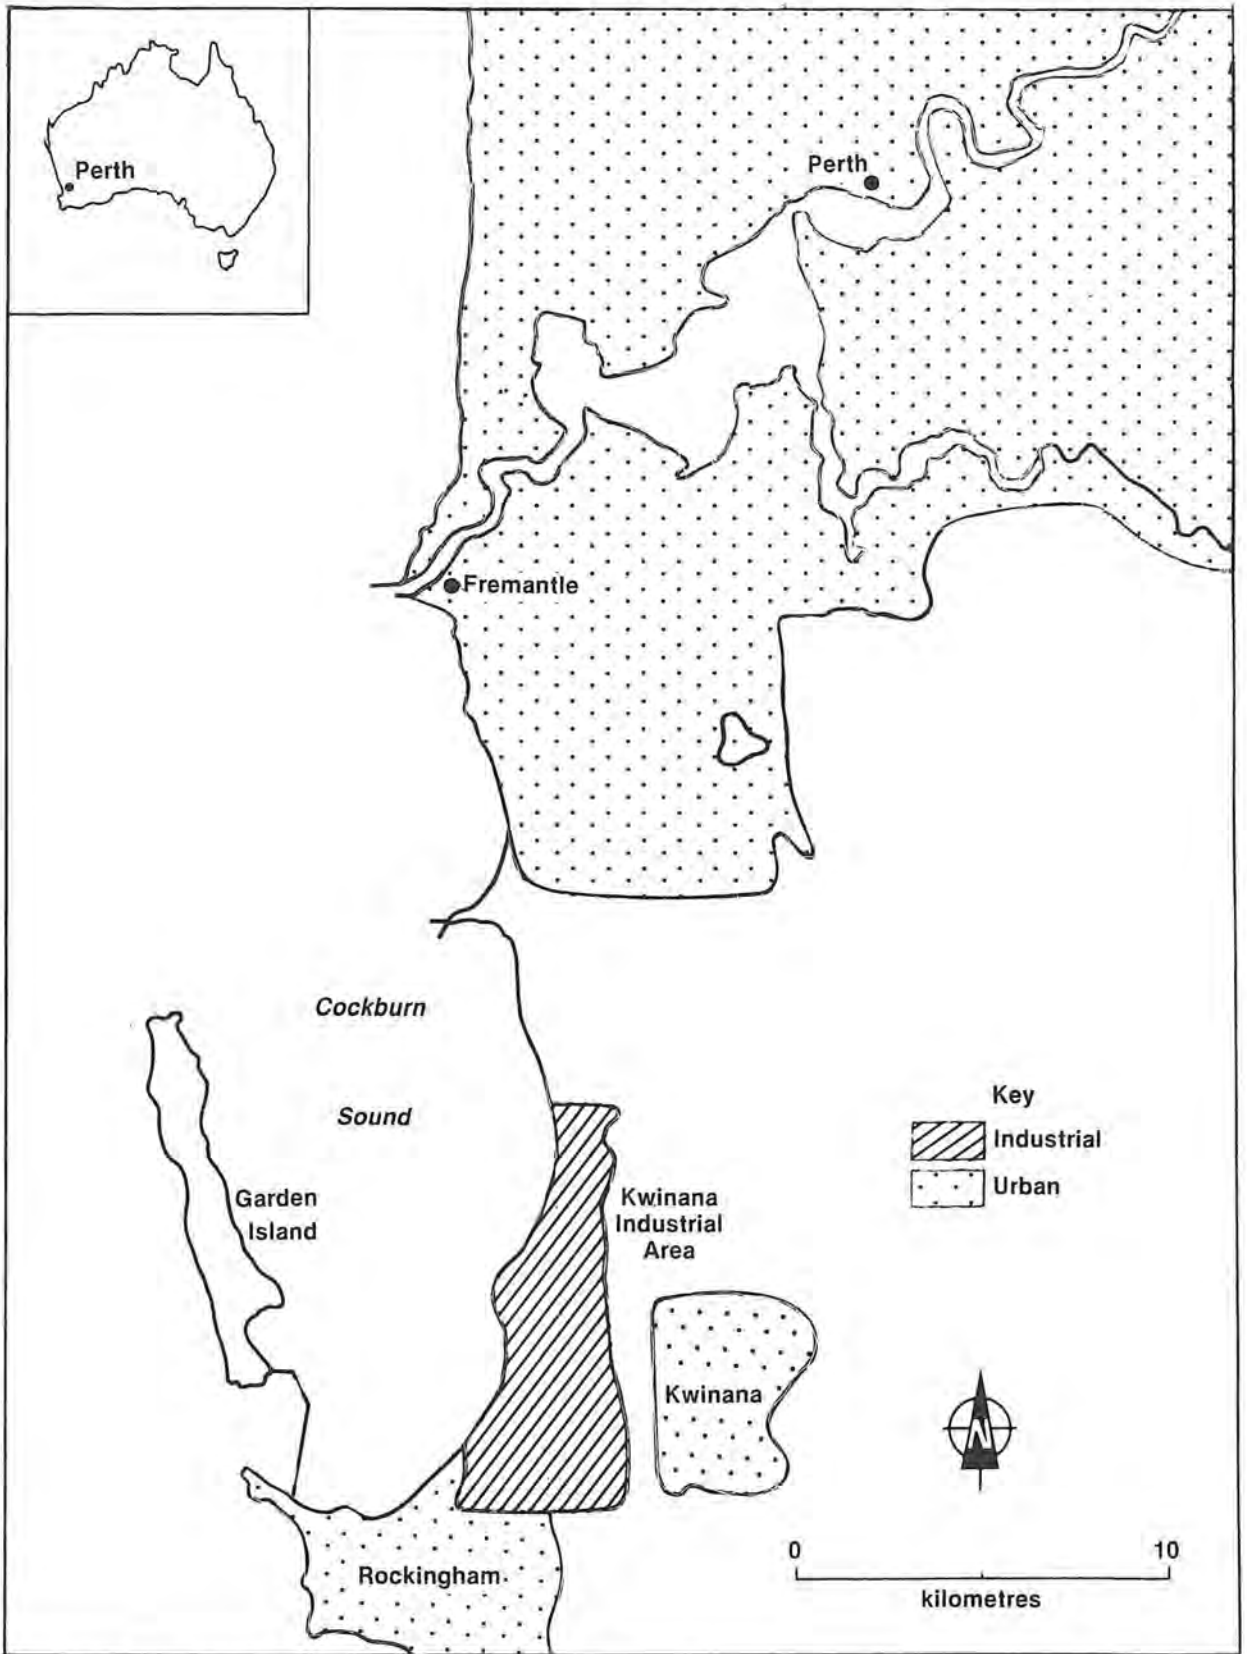 Perth
Perth
Fremantle
Cockburn
Sound
Garden
Island
Kwinana
Industrial
Area
Key
Industrial
Urban
Kwinana
N
Rockingham
0 10
kilometres